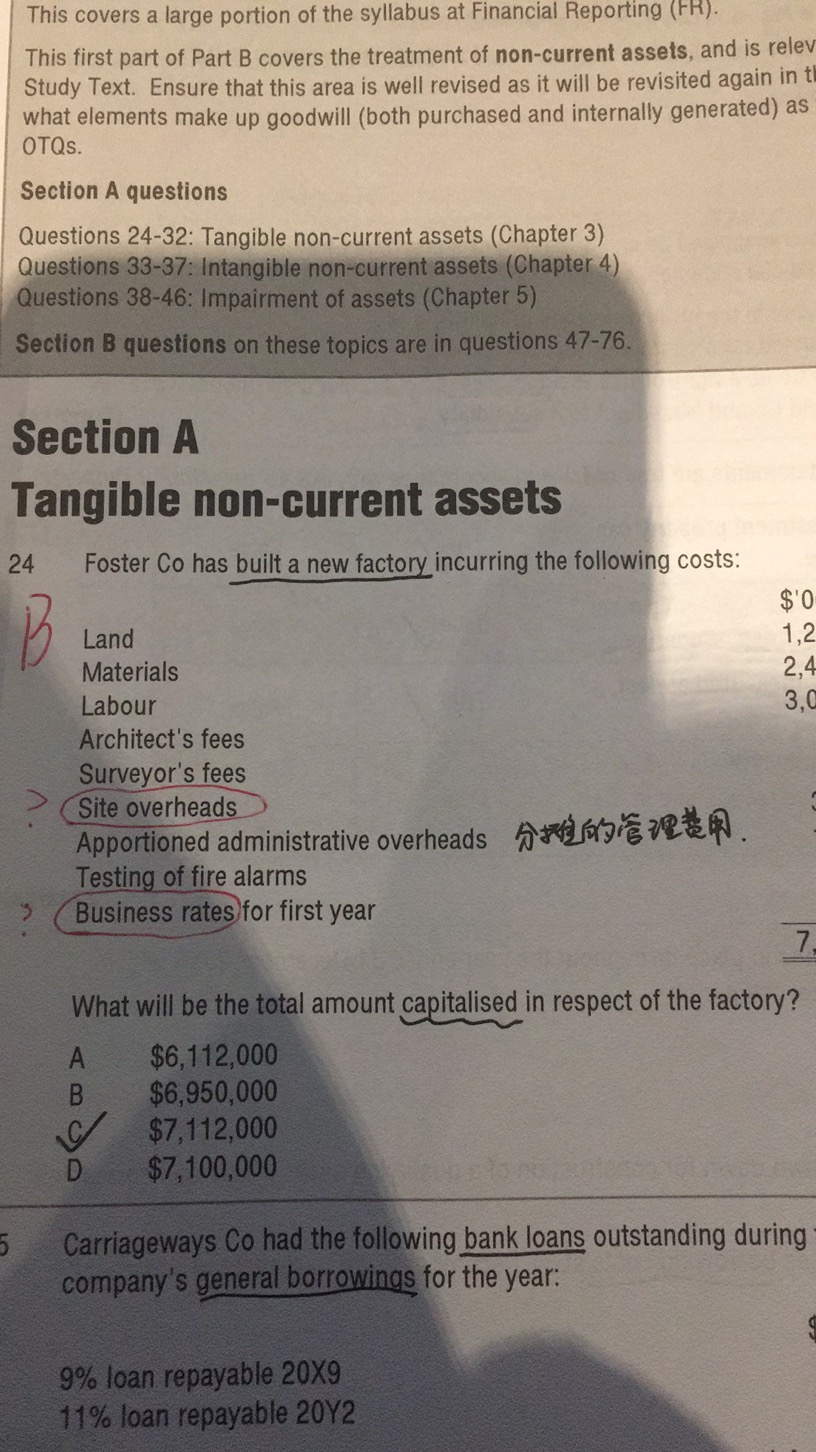 This covers a large portion of the syllabus at Financial Reporting (FR).
This first part of Part B covers the treatment of non-current assets, and is relev
Study Text. Ensure that this area is well revised as it will be revisited again in th
what elements make up goodwill (both purchased and internally generated) as
OTQs.
Section A questions
Questions 24-32: Tangible non-current assets (Chapter 3)
Questions 33-37: Intangible non-current assets (Chapter 4)
Questions 38-46: Impairment of assets (Chapter 5)
Section B questions on these topics are in questions 47-76.
Section A
Tangible non-current assets
24 Foster Co has built a new factory incurring the following costs:
$'0
B
Land 1,2
Materials 2,4
Labour 3,0
Architect's fees
Surveyor's fees
? Site overheads
Apportioned administrative overheads 分摊的管理费用.
Testing of fire alarms
? Business rates for first year
7,
What will be the total amount capitalised in respect of the factory?
A $6,112,000
B $6,950,000
C $7,112,000
D $7,100,000
5 Carriageways Co had the following bank loans outstanding during
company's general borrowings for the year:
$
9% loan repayable 20X9
11% loan repayable 20Y2